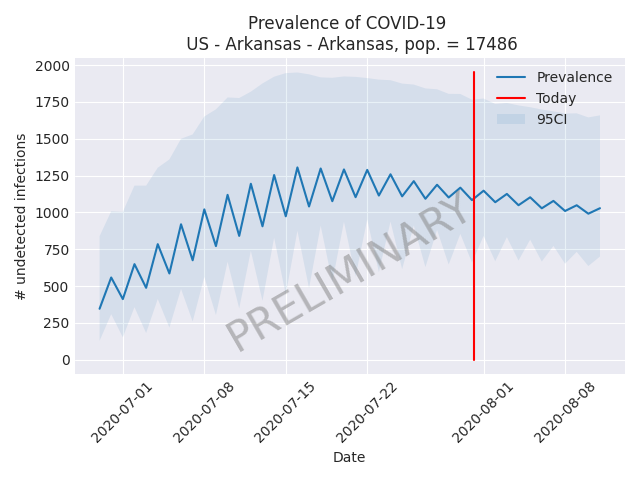 Prevalence of COVID-19
US - Arkansas - Arkansas, pop. = 17486
# undetected infections
2000
1750
1500
1250
1000
750
500
250
0
Prevalence
Today
95CI
PRELIMINARY
2020-07-01
2020-07-08
2020-07-15
2020-07-22
2020-08-01
2020-08-08
Date